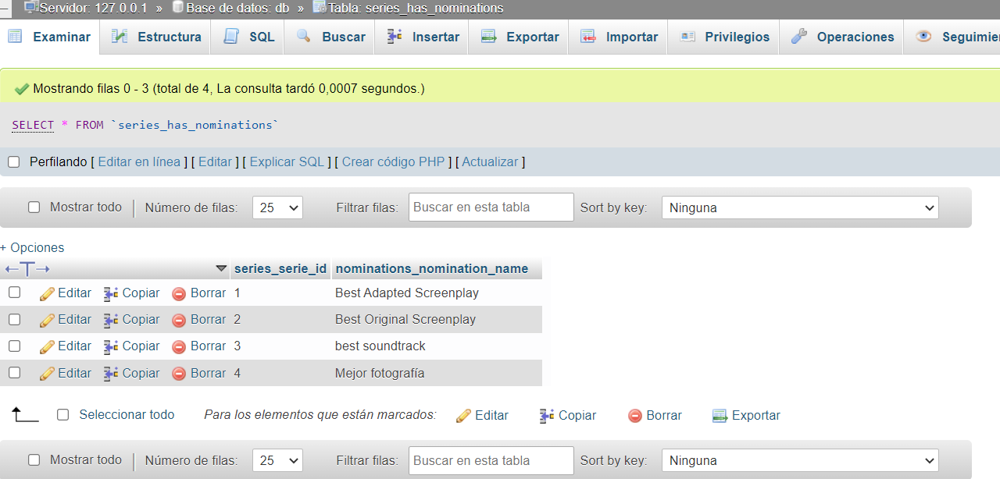 Servidor: 127.0.0.1 » Base de datos: db » Tabla: series_has_nominations
Examinar Estructura SQL Buscar Insertar Exportar Importar Privilegios Operaciones Seguimie
Mostrando filas 0 - 3 (total de 4, La consulta tardó 0,0007 segundos.)
SELECT * FROM `series_has_nominations`
Perfilando [ Editar en línea ] [ Editar ] [ Explicar SQL ] [ Crear código PHP ] [ Actualizar ]
Mostrar todo Número de filas: 25 Filtrar filas: Buscar en esta tabla Sort by key: Ninguna
+ Opciones
←T→ series_serie_id nominations_nomination_name
Editar Copiar Borrar 1 Best Adapted Screenplay
Editar Copiar Borrar 2 Best Original Screenplay
Editar Copiar Borrar 3 best soundtrack
Editar Copiar Borrar 4 Mejor fotografía
Seleccionar todo Para los elementos que están marcados: Editar Copiar Borrar Exportar
Mostrar todo Número de filas: 25 Filtrar filas: Buscar en esta tabla Sort by key: Ninguna